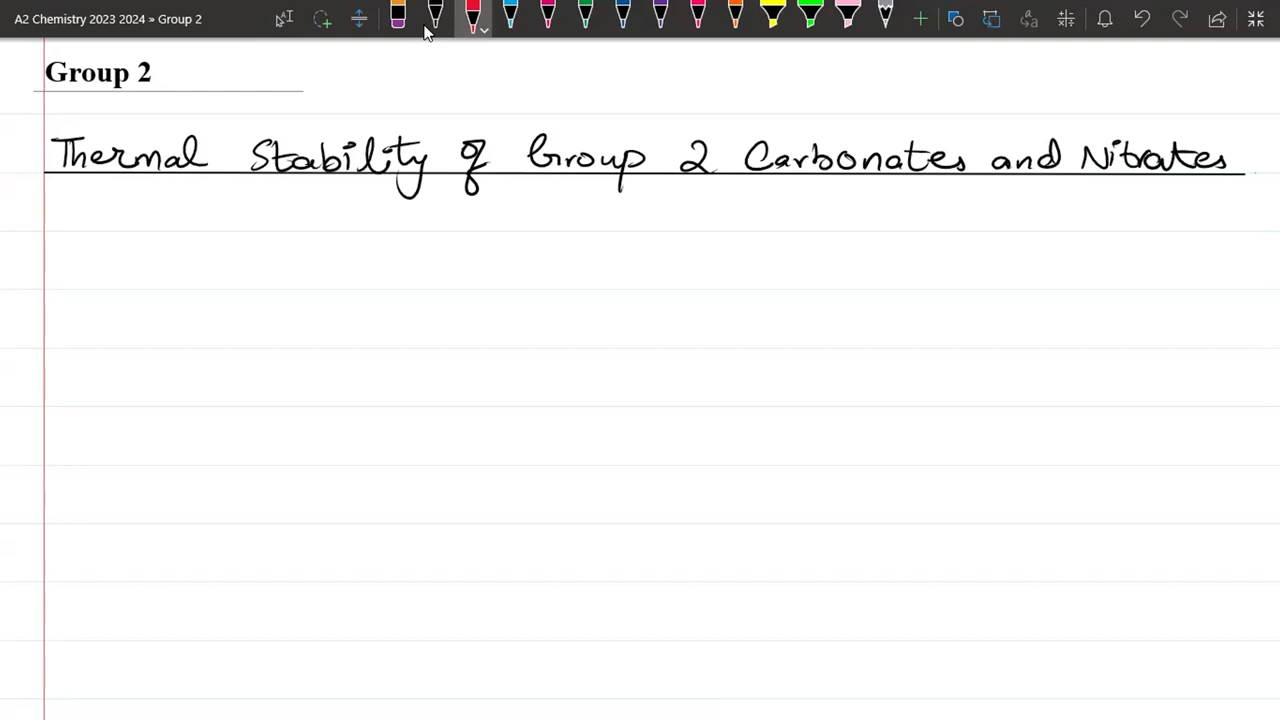 A2 Chemistry 2023 2024 » Group 2
Group 2
Thermal Stability of Group 2 Carbonates and Nitrates